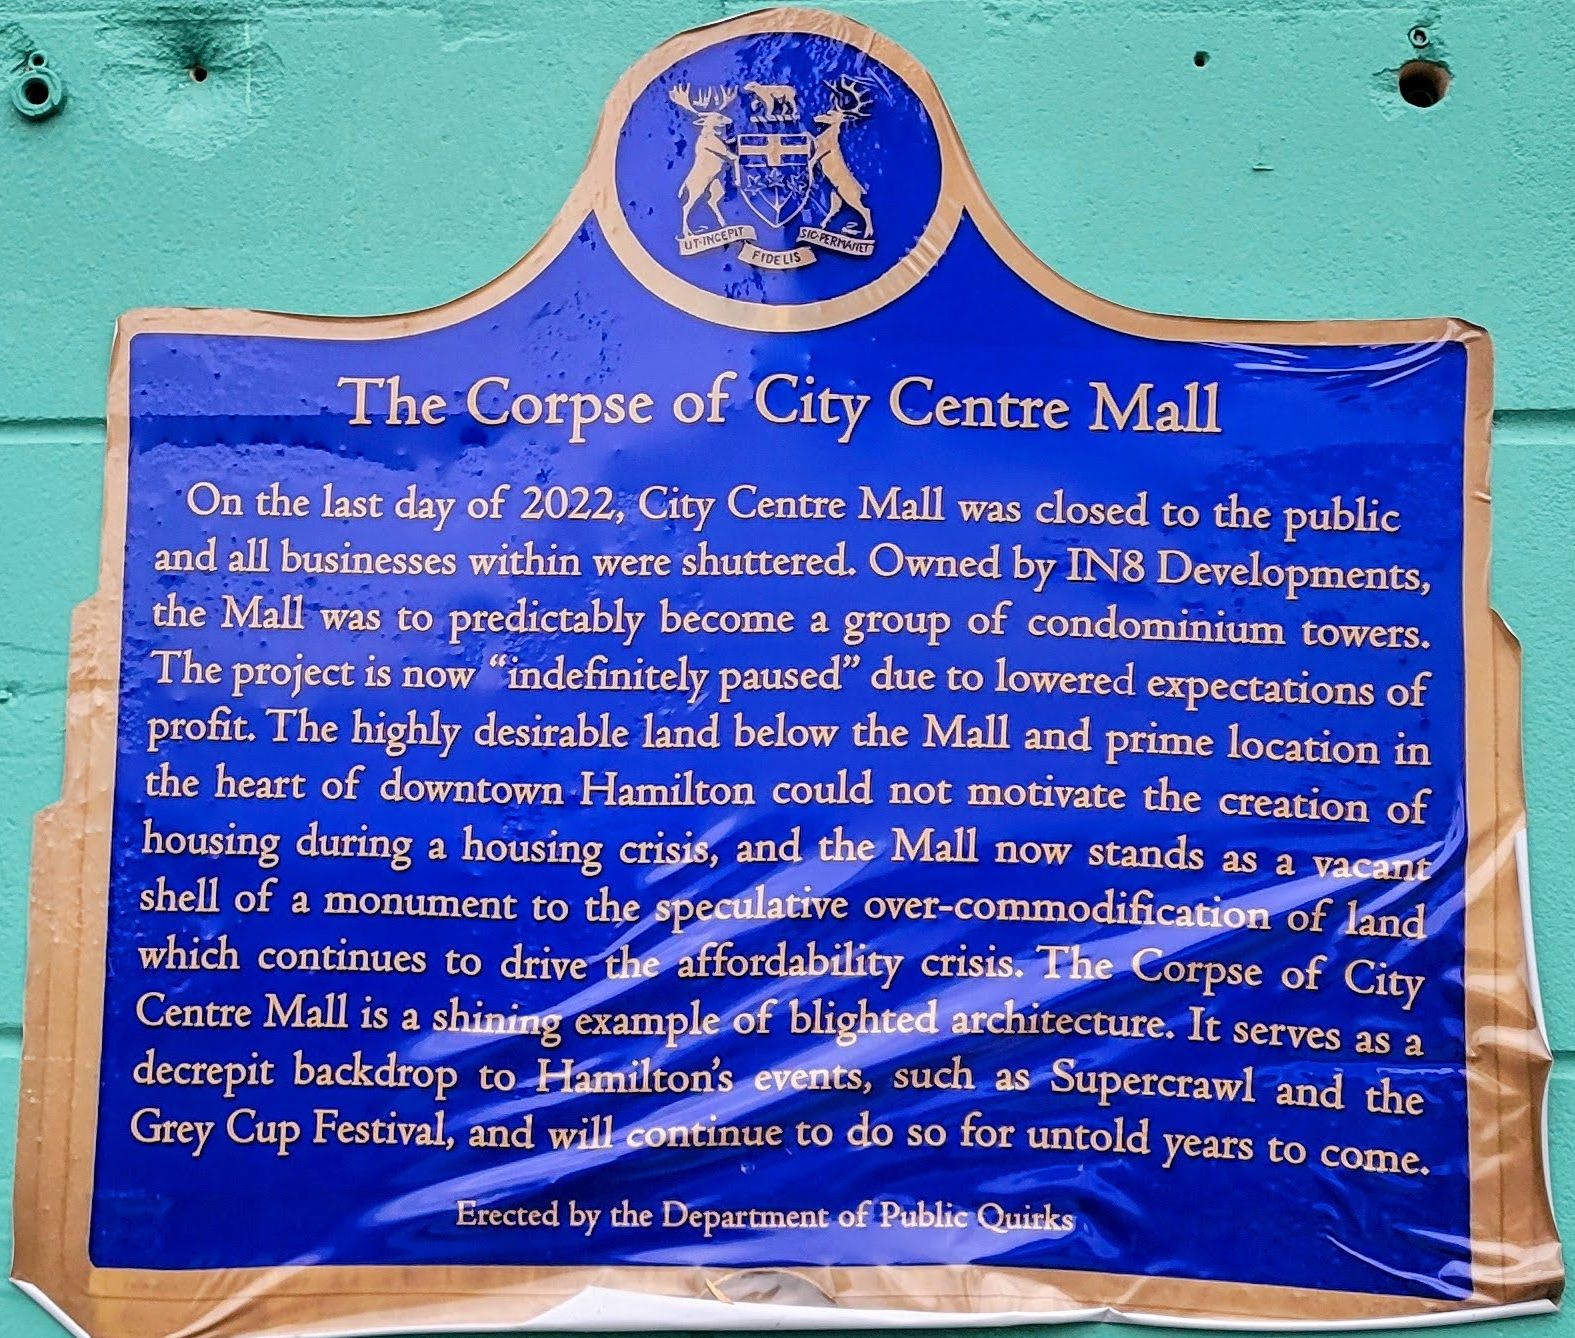 UT·INCEPIT
FIDELIS
SIC·PERMANET
The Corpse of City Centre Mall
On the last day of 2022, City Centre Mall was closed to the public
and all businesses within were shuttered. Owned by IN8 Developments,
the Mall was to predictably become a group of condominium towers.
The project is now “indefinitely paused” due to lowered expectations of
profit. The highly desirable land below the Mall and prime location in
the heart of downtown Hamilton could not motivate the creation of
housing during a housing crisis, and the Mall now stands as a vacant
shell of a monument to the speculative over-commodification of land
which continues to drive the affordability crisis. The Corpse of City
Centre Mall is a shining example of blighted architecture. It serves as a
decrepit backdrop to Hamilton’s events, such as Supercrawl and the
Grey Cup Festival, and will continue to do so for untold years to come.
Erected by the Department of Public Quirks